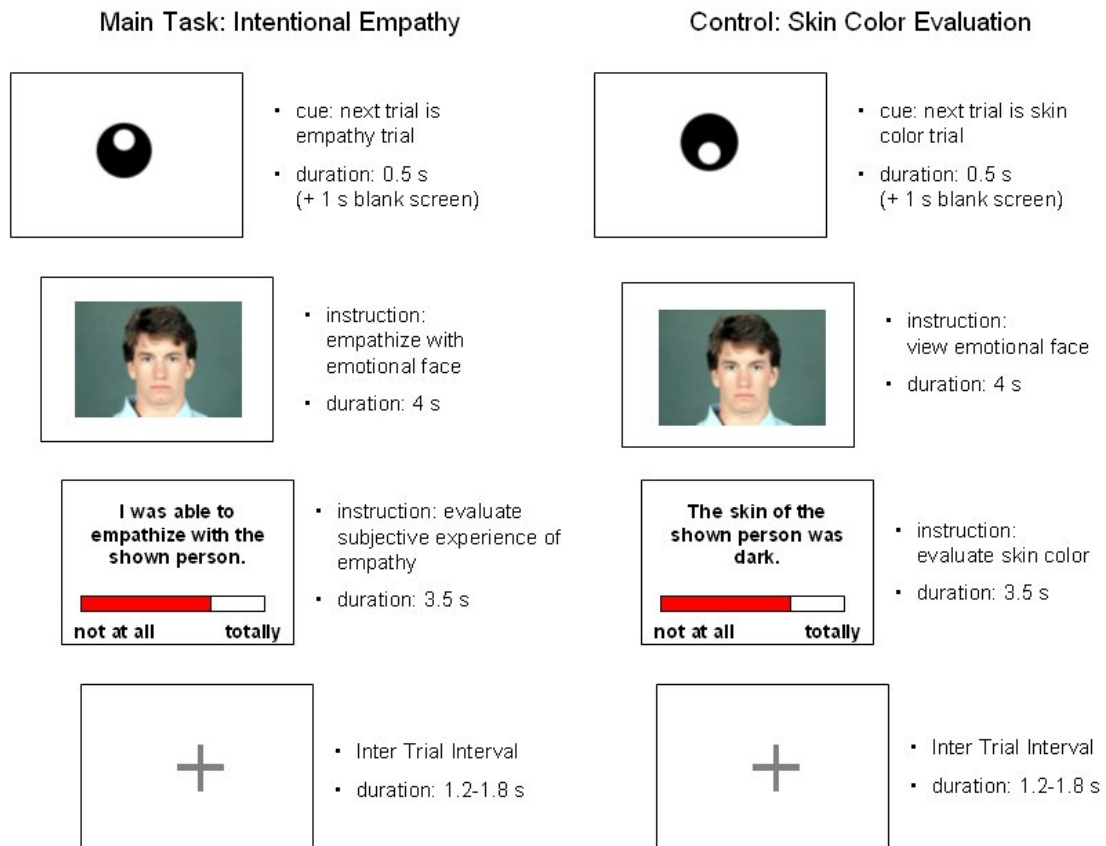 Main Task: Intentional Empathy
▪ cue: next trial is
empathy trial
▪ duration: 0.5 s
(+ 1 s blank screen)
▪ instruction:
empathize with
emotional face
▪ duration: 4 s
I was able to
empathize with the
shown person.
not at all totally
▪ instruction: evaluate
subjective experience of
empathy
▪ duration: 3.5 s
▪ Inter Trial Interval
▪ duration: 1.2-1.8 s
Control: Skin Color Evaluation
▪ cue: next trial is skin
color trial
▪ duration: 0.5 s
(+ 1 s blank screen)
▪ instruction:
view emotional face
▪ duration: 4 s
The skin of the
shown person was
dark.
not at all totally
▪ instruction:
evaluate skin color
▪ duration: 3.5 s
▪ Inter Trial Interval
▪ duration: 1.2-1.8 s